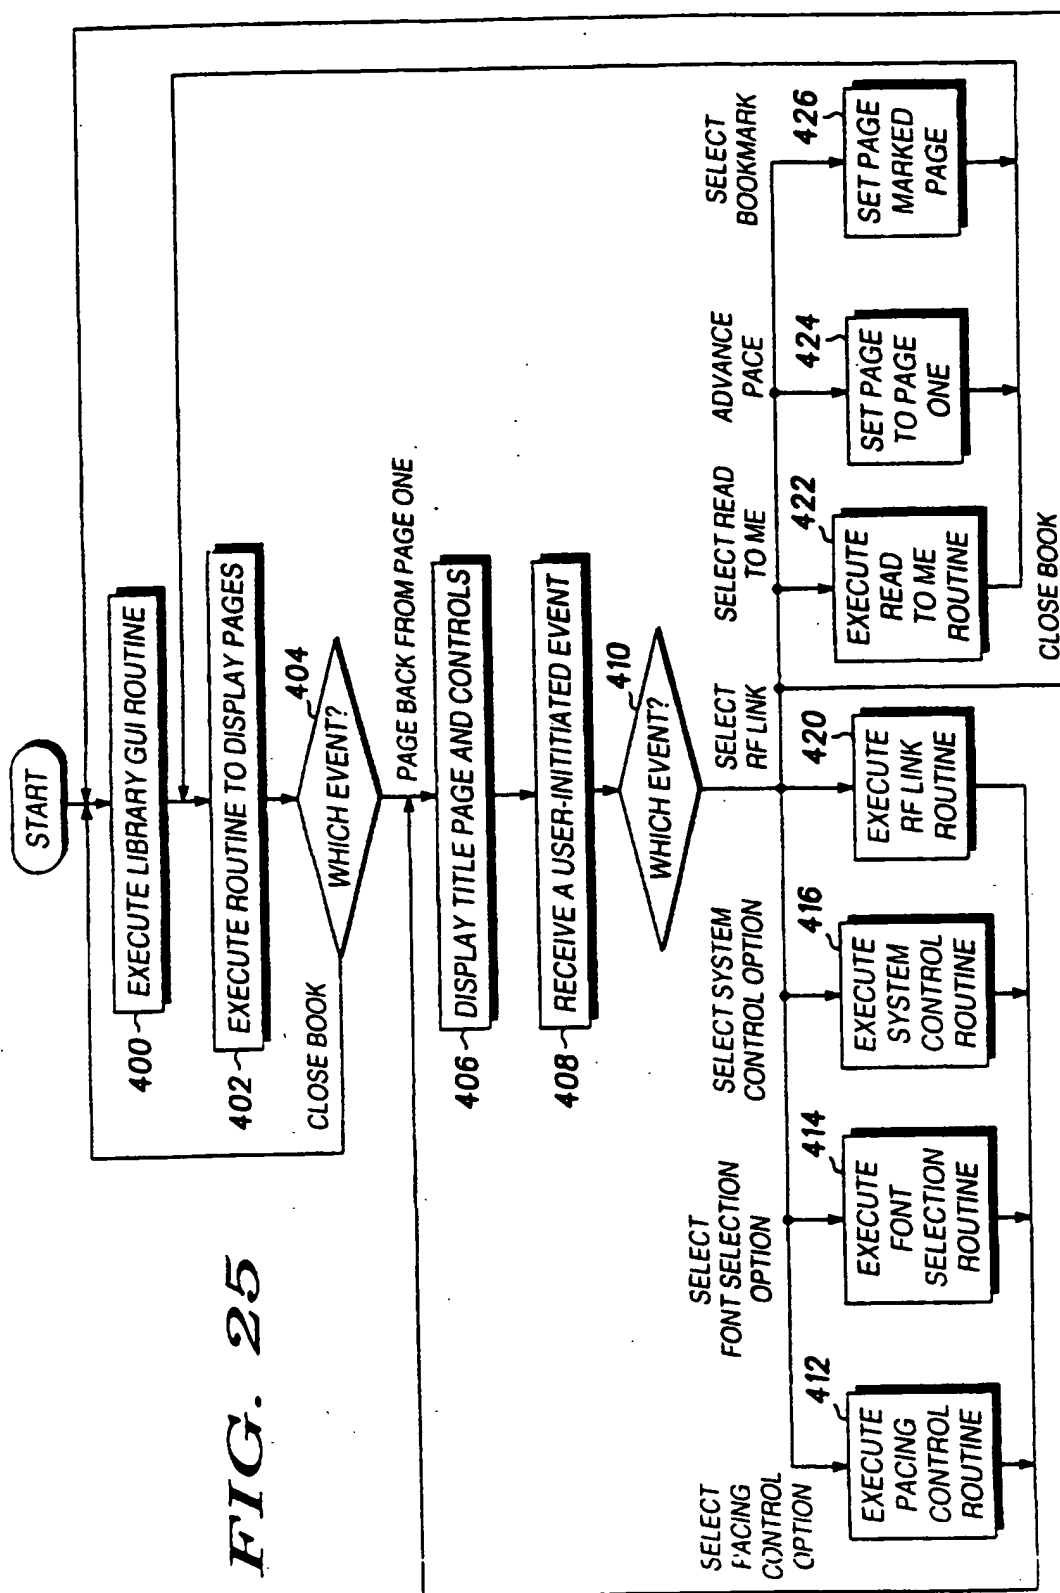 FIG. 25
START
400
EXECUTE LIBRARY GUI ROUTINE
402
EXECUTE ROUTINE TO DISPLAY PAGES
404
WHICH EVENT?
CLOSE BOOK
PAGE BACK FROM PAGE ONE
406
DISPLAY TITLE PAGE AND CONTROLS
408
RECEIVE A USER-INITITIATED EVENT
410
WHICH EVENT?
SELECT
PACING
CONTROL
OPTION
412
EXECUTE
PACING
CONTROL
ROUTINE
SELECT
FONT SELECTION
OPTION
414
EXECUTE
FONT
SELECTION
ROUTINE
SELECT SYSTEM
CONTROL OPTION
416
EXECUTE
SYSTEM
CONTROL
ROUTINE
SELECT
RF LINK
420
EXECUTE
RF LINK
ROUTINE
SELECT READ
TO ME
422
EXECUTE
READ
TO ME
ROUTINE
ADVANCE
PACE
424
SET PAGE
TO PAGE
ONE
SELECT
BOOKMARK
426
SET PAGE
MARKED
PAGE
CLOSE BOOK